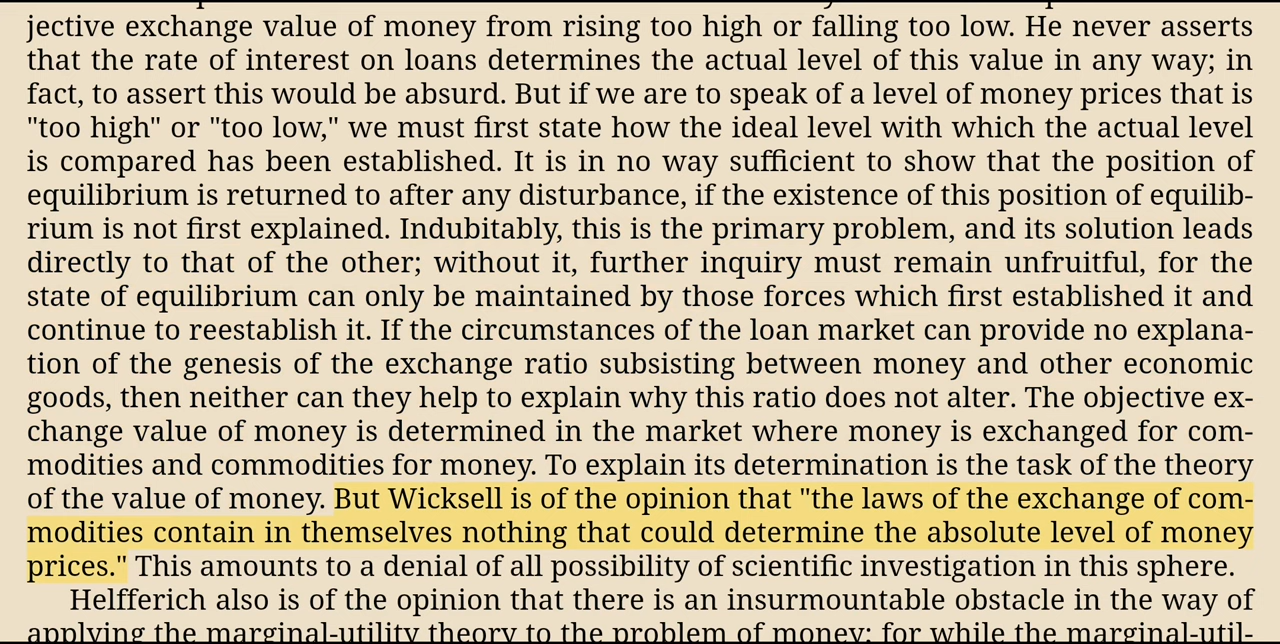 jective exchange value of money from rising too high or falling too low. He never asserts
that the rate of interest on loans determines the actual level of this value in any way; in
fact, to assert this would be absurd. But if we are to speak of a level of money prices that is
"too high" or "too low," we must first state how the ideal level with which the actual level
is compared has been established. It is in no way sufficient to show that the position of
equilibrium is returned to after any disturbance, if the existence of this position of equilib-
rium is not first explained. Indubitably, this is the primary problem, and its solution leads
directly to that of the other; without it, further inquiry must remain unfruitful, for the
state of equilibrium can only be maintained by those forces which first established it and
continue to reestablish it. If the circumstances of the loan market can provide no explana-
tion of the genesis of the exchange ratio subsisting between money and other economic
goods, then neither can they help to explain why this ratio does not alter. The objective ex-
change value of money is determined in the market where money is exchanged for com-
modities and commodities for money. To explain its determination is the task of the theory
of the value of money. But Wicksell is of the opinion that "the laws of the exchange of com-
modities contain in themselves nothing that could determine the absolute level of money
prices." This amounts to a denial of all possibility of scientific investigation in this sphere.
Helfferich also is of the opinion that there is an insurmountable obstacle in the way of
applying the marginal-utility theory to the problem of money; for while the marginal-util-